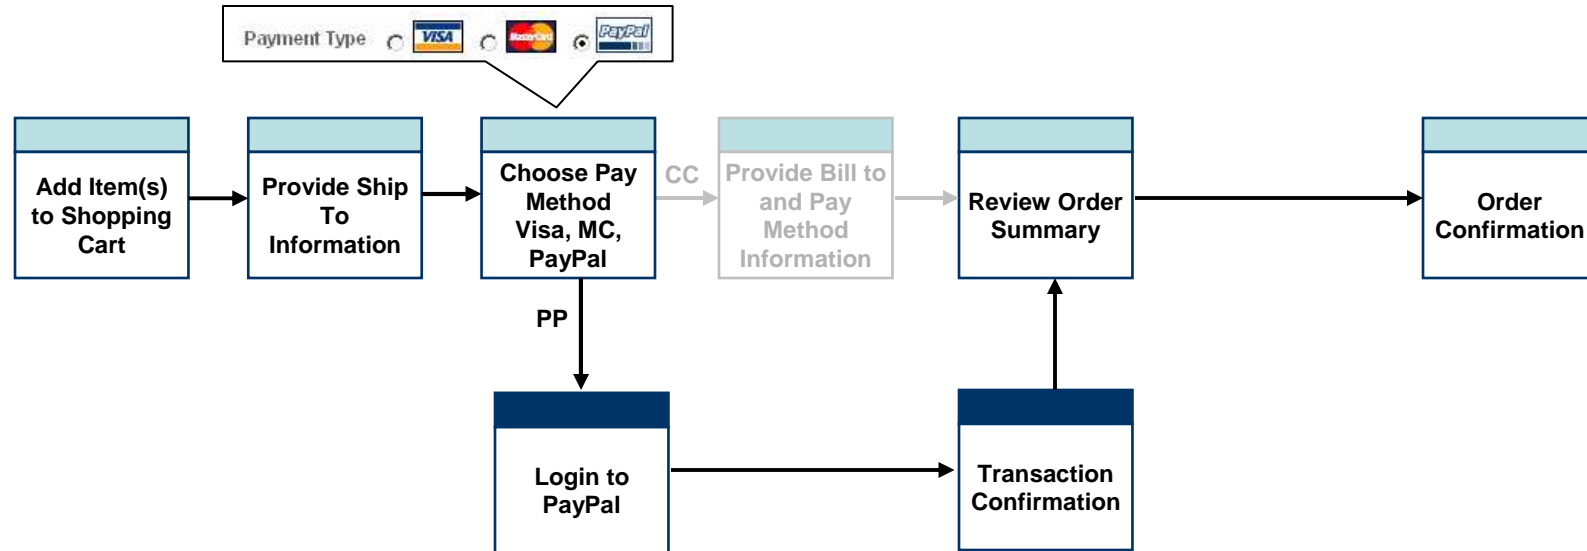 Payment Type
VISA
MasterCard
PayPal
Add Item(s)
to Shopping
Cart
Provide Ship
To
Information
Choose Pay
Method
Visa, MC,
PayPal
CC
Provide Bill to
and Pay
Method
Information
Review Order
Summary
Order
Confirmation
PP
Login to
PayPal
Transaction
Confirmation